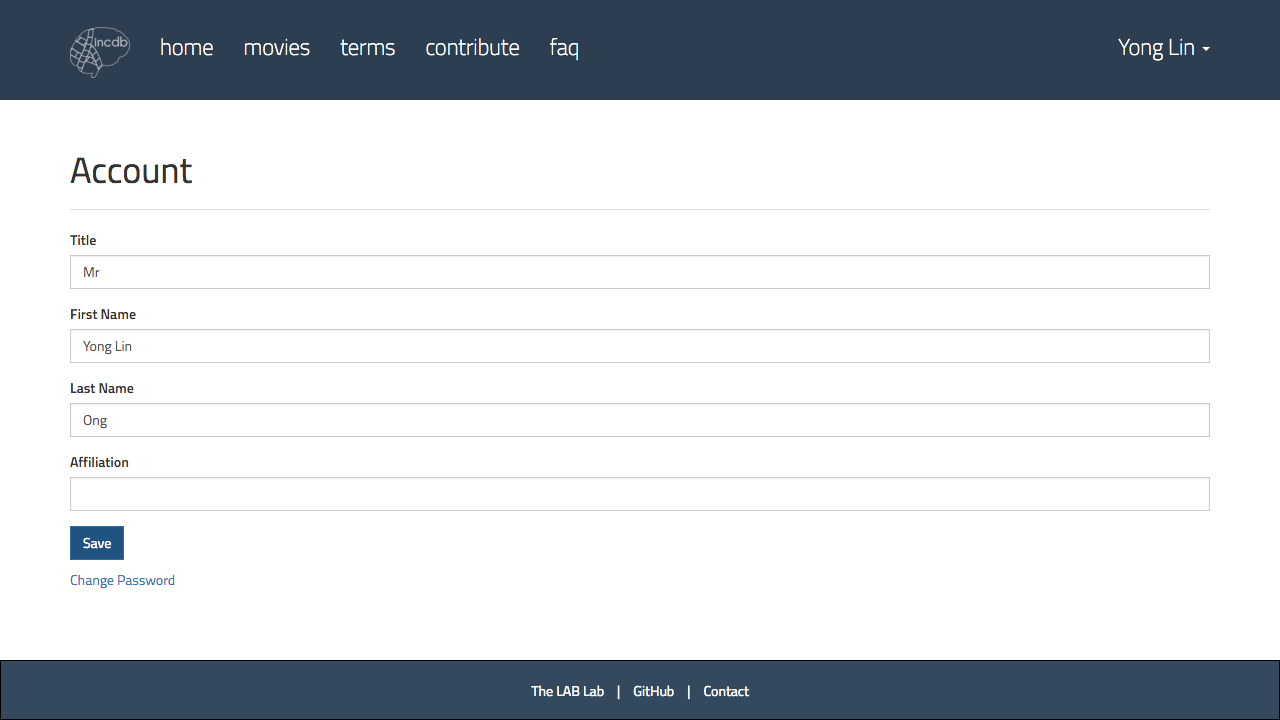 incdb home movies terms contribute faq Yong Lin
Account
Title
Mr
First Name
Yong Lin
Last Name
Ong
Affiliation
Save
Change Password
The LAB Lab | GitHub | Contact